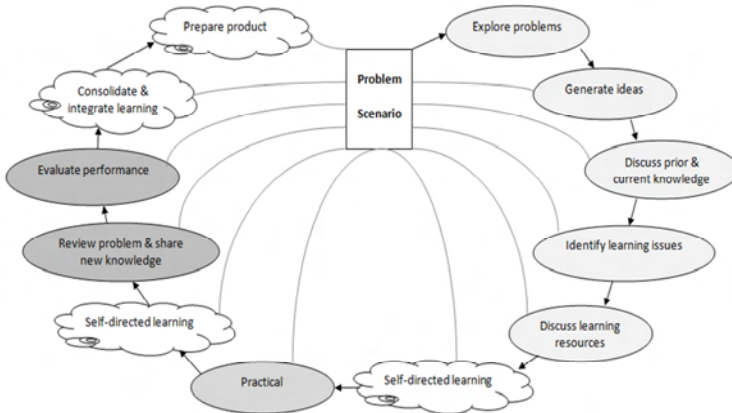 Prepare product
Explore problems
Problem
Scenario
Consolidate &
integrate learning
Generate ideas
Evaluate performance
Discuss prior &
current knowledge
Review problem & share
new knowledge
Identify learning issues
Self-directed learning
Discuss learning
resources
Practical
Self-directed learning